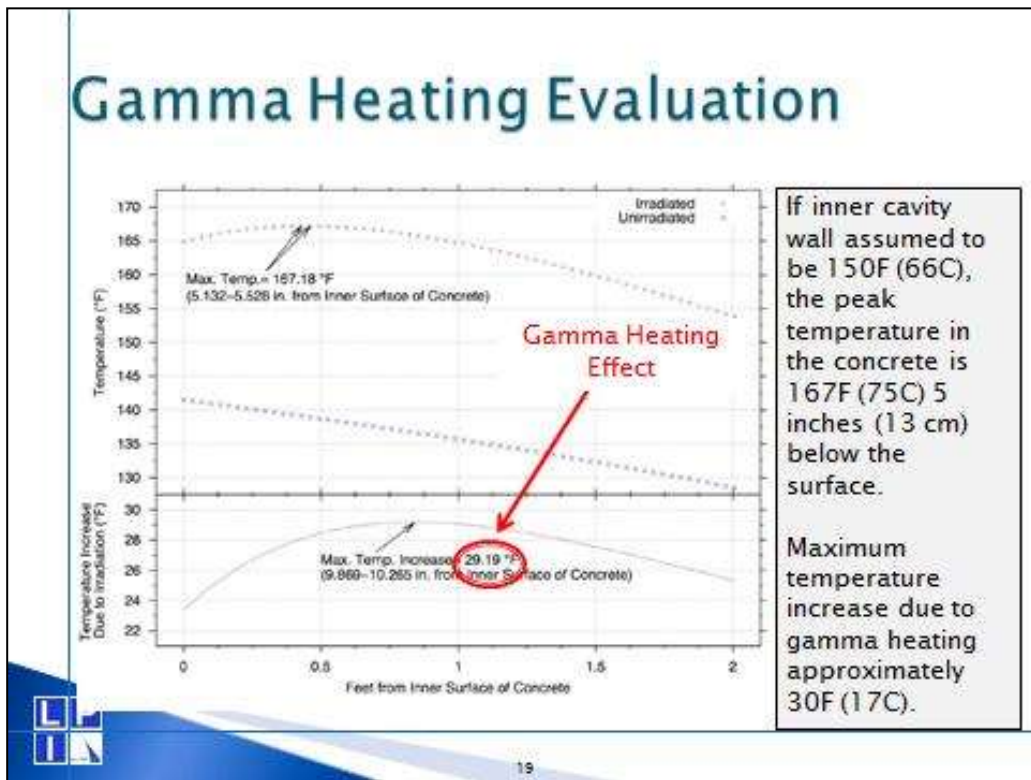 Gamma Heating Evaluation
170
165
160
155
150
145
140
135
130
Temperature (°F)
Irradiated
Unirradiated
Max. Temp.= 167.18 °F
(5.132–5.526 in. from Inner Surface of Concrete)
Gamma Heating
Effect
30
28
26
24
22
Temperature Increase
Due to Irradiation (°F)
Max. Temp. Increase= 29.19 °F
(9.869–10.265 in. from Inner Surface of Concrete)
0
0.5
1
1.5
2
Feet from Inner Surface of Concrete
If inner cavity
wall assumed to
be 150F (66C),
the peak
temperature in
the concrete is
167F (75C) 5
inches (13 cm)
below the
surface.
Maximum
temperature
increase due to
gamma heating
approximately
30F (17C).
19